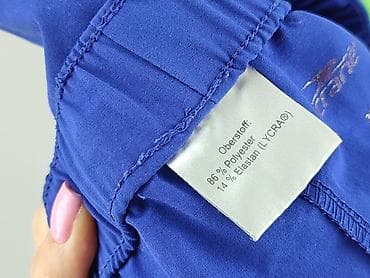 Oberstoff:
86 % Polyester
14 % Elastan (LYCRA®)